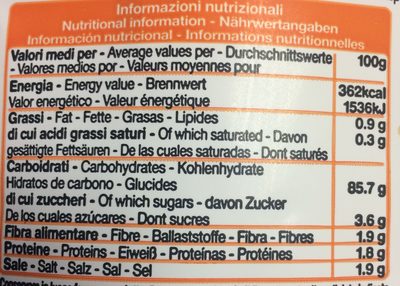 Informazioni nutrizionali
Nutritional information - Nährwertangaben
Información nutricional - Informations nutritionnelles
Valori medi per - Average values per - Durchschnittswerte 100g
- Valores medios por - Valeurs moyennes pour
Energia - Energy value - Brennwert 362kcal
Valor energético - Valeur énergétique 1536kJ
Grassi - Fat - Fette - Grasas - Lipides 0.9 g
di cui acidi grassi saturi - Of which saturated - Davon 0.3 g
gesättigte Fettsäuren - De las cuales saturadas - Dont saturés
Carboidrati - Carbohydrates - Kohlenhydrate
Hidratos de carbono - Glucides 85.7 g
di cui zuccheri - Of which sugars - davon Zucker
De los cuales azúcares - Dont sucres 3.6 g
Fibra alimentare - Fibre - Ballaststoffe - Fibra - Fibres 1.9 g
Proteine - Proteins - Eiweiß - Proteínas - Protéines 1.8 g
Sale - Salt - Salz - Sal - Sel 1.9 g